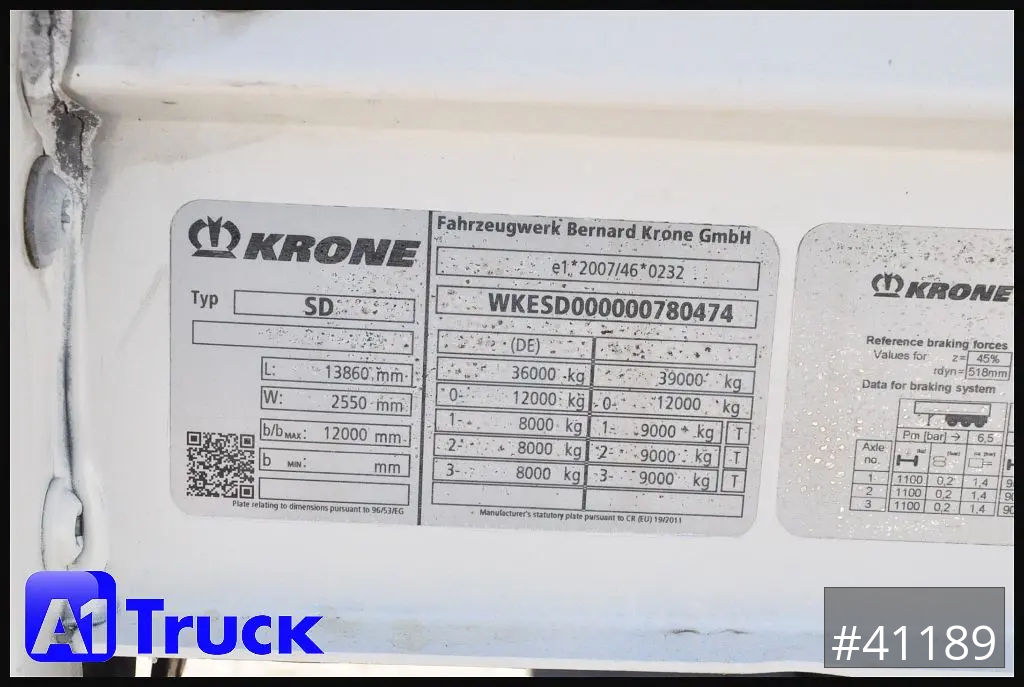 KRONE
Typ SD
L: 13860 mm
W: 2550 mm
b/bMAX: 12000 mm
b MIN: mm
Plate relating to dimensions pursuant to 96/53/EG
Fahrzeugwerk Bernard Krone GmbH
e1*2007/46*0232
WKESD000000780474
(DE)
36000 kg 39000 kg
0- 12000 kg 0- 12000 kg
1- 8000 kg 1- 9000 kg T
2- 8000 kg 2- 9000 kg T
3- 8000 kg 3- 9000 kg T
Manufacturer's statutory plate pursuant to CR (EU) 19/2011
KRONE
Reference braking forces
Values for z= 45%
rdyn= 518mm
Data for braking system
Pm [bar] → 6,5
Axle no.
1 1100 0,2 1,4
2 1100 0,2 1,4
3 1100 0,2 1,4
A1 Truck
#41189